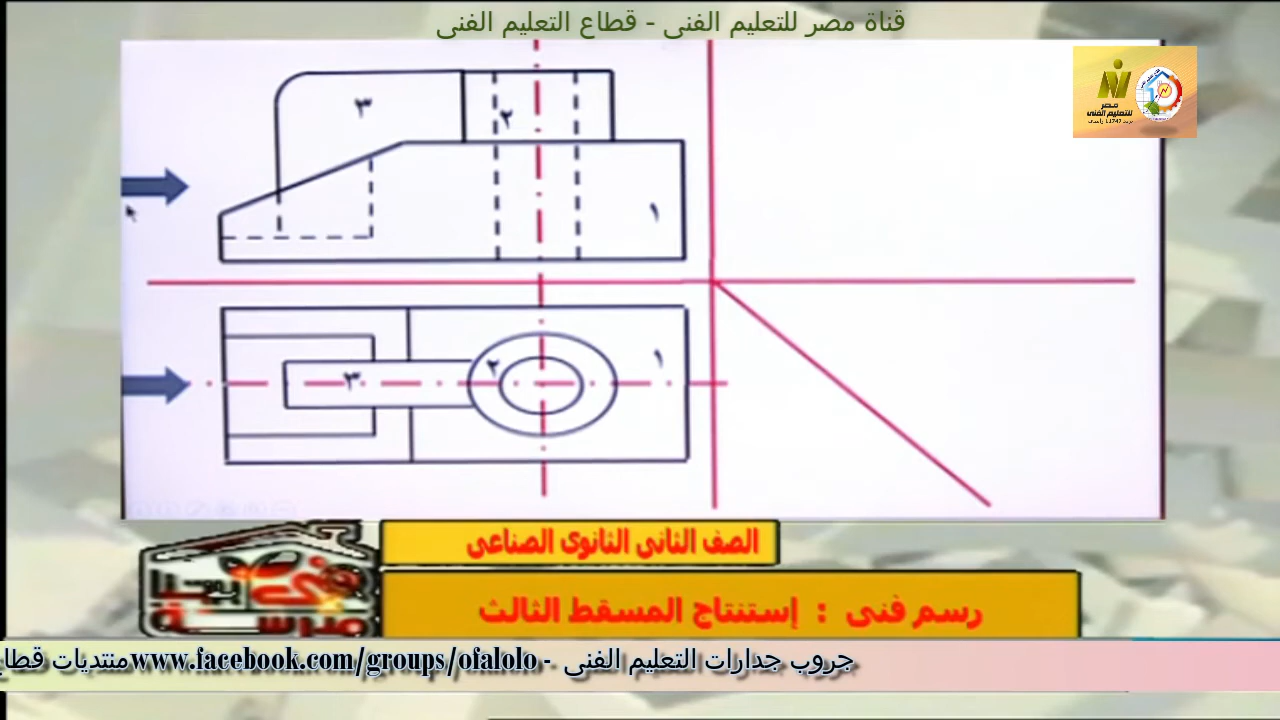 قناة مصر للتعليم الفنى - قطاع التعليم الفنى
مصر
للتعليم الفنى
٣
٢
١
١
٢
٣
الصف الثانى الثانوى الصناعى
رسم فنى : إستنتاج المسقط الثالث
جروب جدارات التعليم الفنى - www.facebook.com/groups/ofalolo منتديات قطا